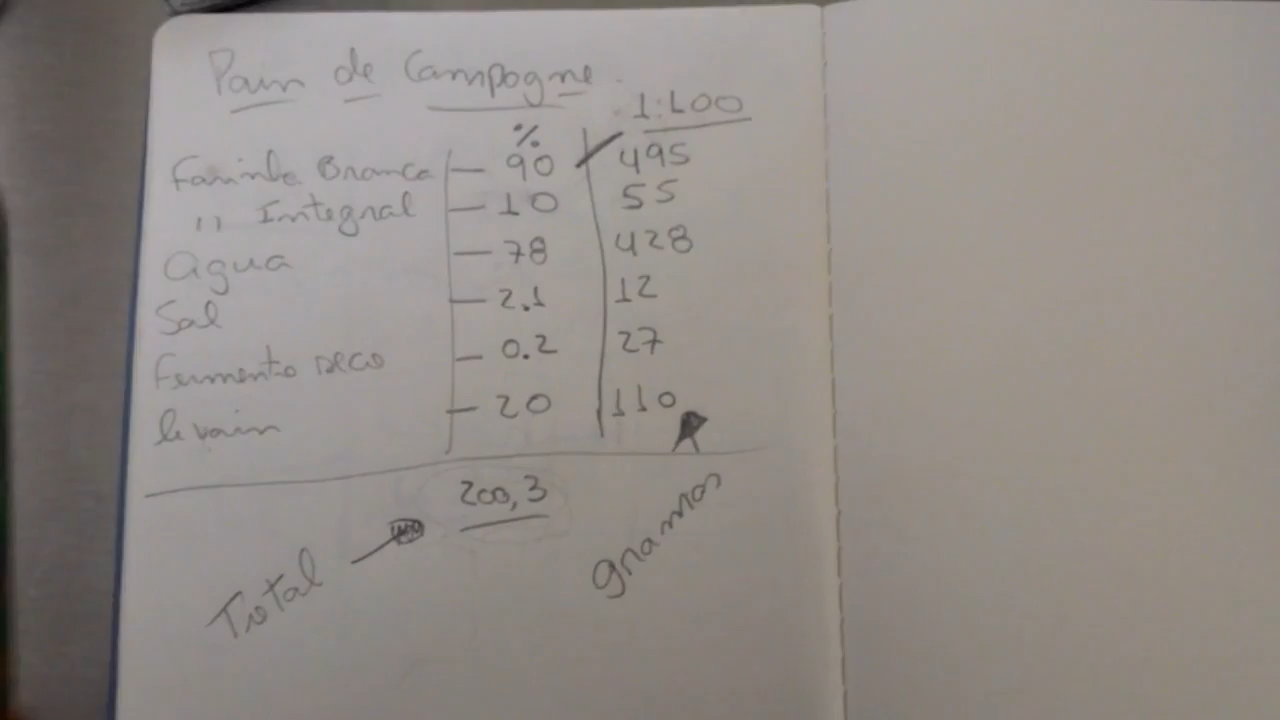 Pain de Campogne.
% 1:100
Farinha Branca - 90 495
" Integral - 10 55
Agua - 78 428
Sal - 2.1 12
Fermento seco - 0.2 27
levain - 20 110
200,3
Total
gramas